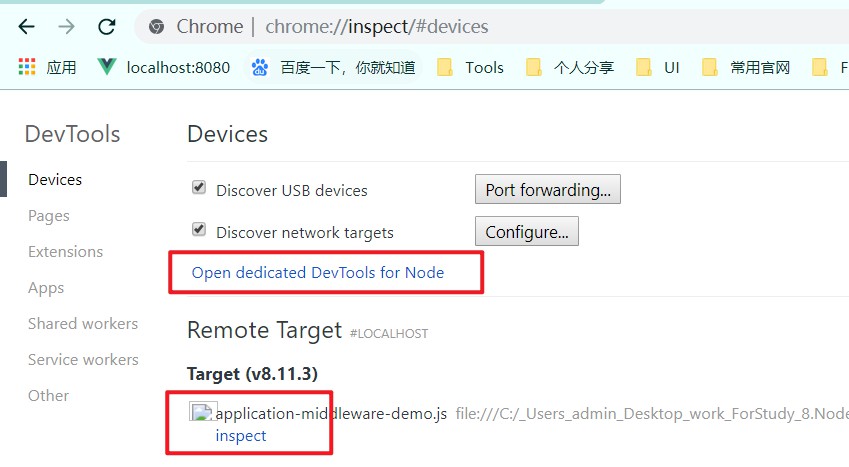 Chrome | chrome://inspect/#devices
应用 localhost:8080 百度一下，你就知道 Tools 个人分享 UI 常用官网 F
DevTools
Devices
Pages
Extensions
Apps
Shared workers
Service workers
Other
Devices
Discover USB devices Port forwarding...
Discover network targets Configure...
Open dedicated DevTools for Node
Remote Target #LOCALHOST
Target (v8.11.3)
application-middleware-demo.js file:///C:/_Users_admin_Desktop_work_ForStudy_8.Node
inspect